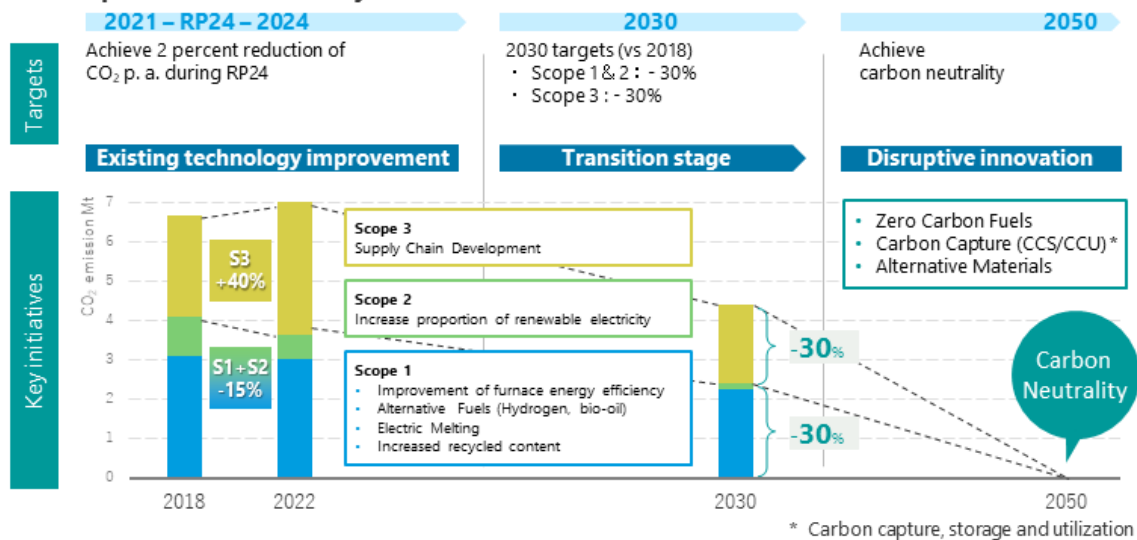 2021 – RP24 – 2024
2030
2050
Targets
Achieve 2 percent reduction of
CO₂ p. a. during RP24
2030 targets (vs 2018)
· Scope 1 & 2 : - 30%
· Scope 3 : - 30%
Achieve
carbon neutrality
Existing technology improvement
Transition stage
Disruptive innovation
Key initiatives
CO₂ emission Mt
7
6
5
4
3
2
1
0
S3
+40%
S1+S2
-15%
Scope 3
Supply Chain Development
Scope 2
Increase proportion of renewable electricity
Scope 1
• Improvement of furnace energy efficiency
• Alternative Fuels (Hydrogen, bio-oil)
• Electric Melting
• Increased recycled content
-30%
-30%
• Zero Carbon Fuels
• Carbon Capture (CCS/CCU) *
• Alternative Materials
Carbon
Neutrality
2018
2022
2030
2050
* Carbon capture, storage and utilization